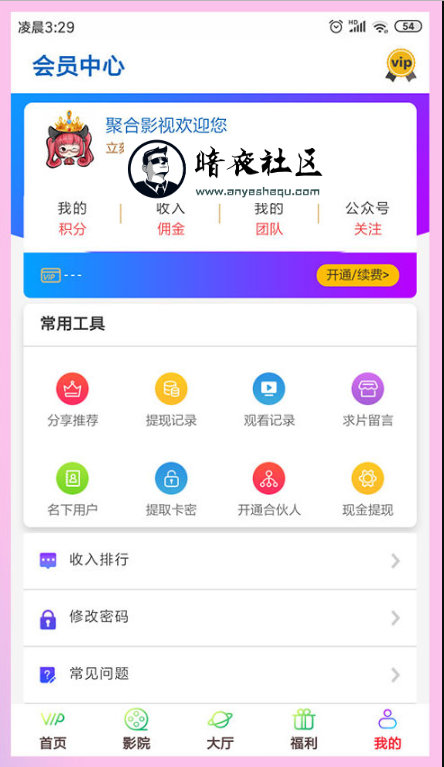 凌晨3:29
HD
54
会员中心
vip
聚合影视欢迎您
暗夜社区
www.anyeshequ.com
我的 收入 我的 公众号
积分 佣金 团队 关注
VIP --- 开通/续费>
常用工具
分享推荐 提现记录 观看记录 求片留言
名下用户 提取卡密 开通合伙人 现金提现
收入排行
修改密码
常见问题
VIP
首页 影院 大厅 福利 我的